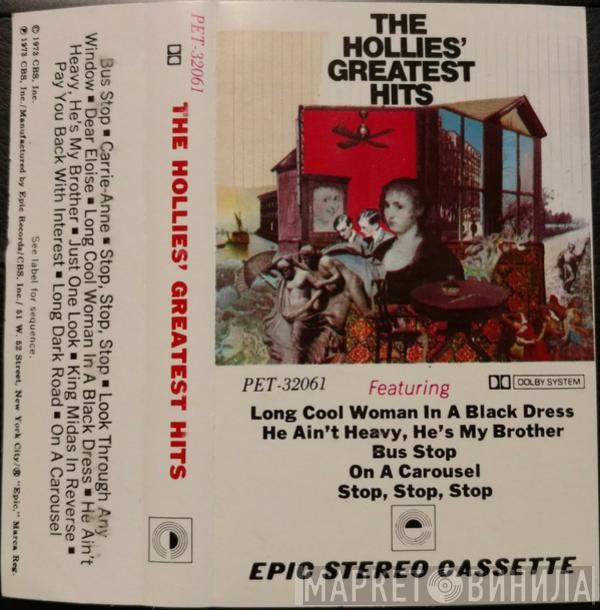 THE
HOLLIES'
GREATEST
HITS
PET-32061
Featuring
DOLBY SYSTEM
Long Cool Woman In A Black Dress
He Ain't Heavy, He's My Brother
Bus Stop
On A Carousel
Stop, Stop, Stop
EPIC STEREO CASSETTE
PET-32061
THE HOLLIES' GREATEST HITS
Bus Stop ■ Carrie-Anne ■ Stop, Stop, Stop ■ Look Through Any
Window ■ Dear Eloise ■ Long Cool Woman In A Black Dress ■ He Ain't
Heavy, He's My Brother ■ Just One Look ■ King Midas In Reverse ■
Pay You Back With Interest ■ Long Dark Road ■ On A Carousel
See label for sequence.
© 1973 CBS, Inc.
℗ 1973 CBS, Inc./Manufactured by Epic Records/CBS, Inc./ 51 W. 52 Street, New York City/® "Epic," Marca Reg.
МАРКЕТ ВИНИЛА